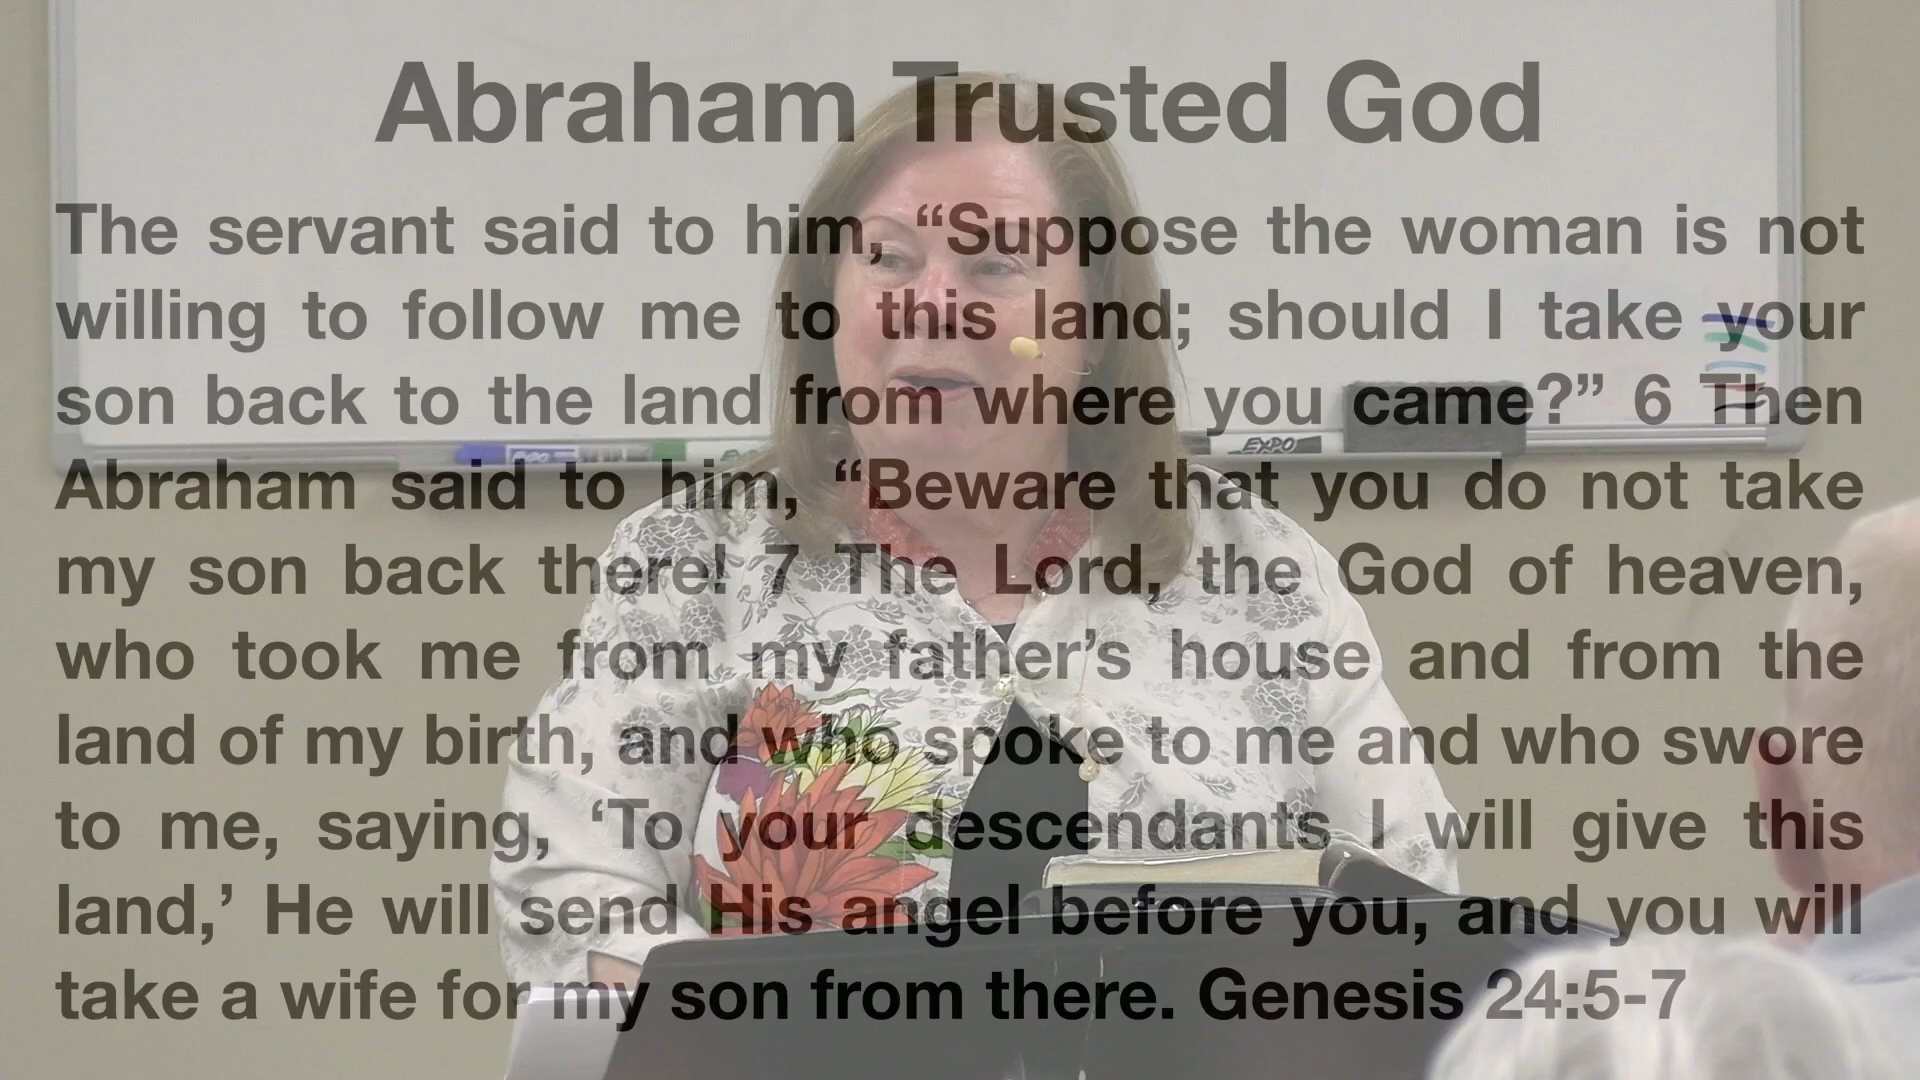 Abraham Trusted God
The servant said to him, “Suppose the woman is not
willing to follow me to this land; should I take your
son back to the land from where you came?” 6 Then
Abraham said to him, “Beware that you do not take
my son back there! 7 The Lord, the God of heaven,
who took me from my father’s house and from the
land of my birth, and who spoke to me and who swore
to me, saying, ‘To your descendants I will give this
land,’ He will send His angel before you, and you will
take a wife for my son from there. Genesis 24:5-7
EXPO
EXPO